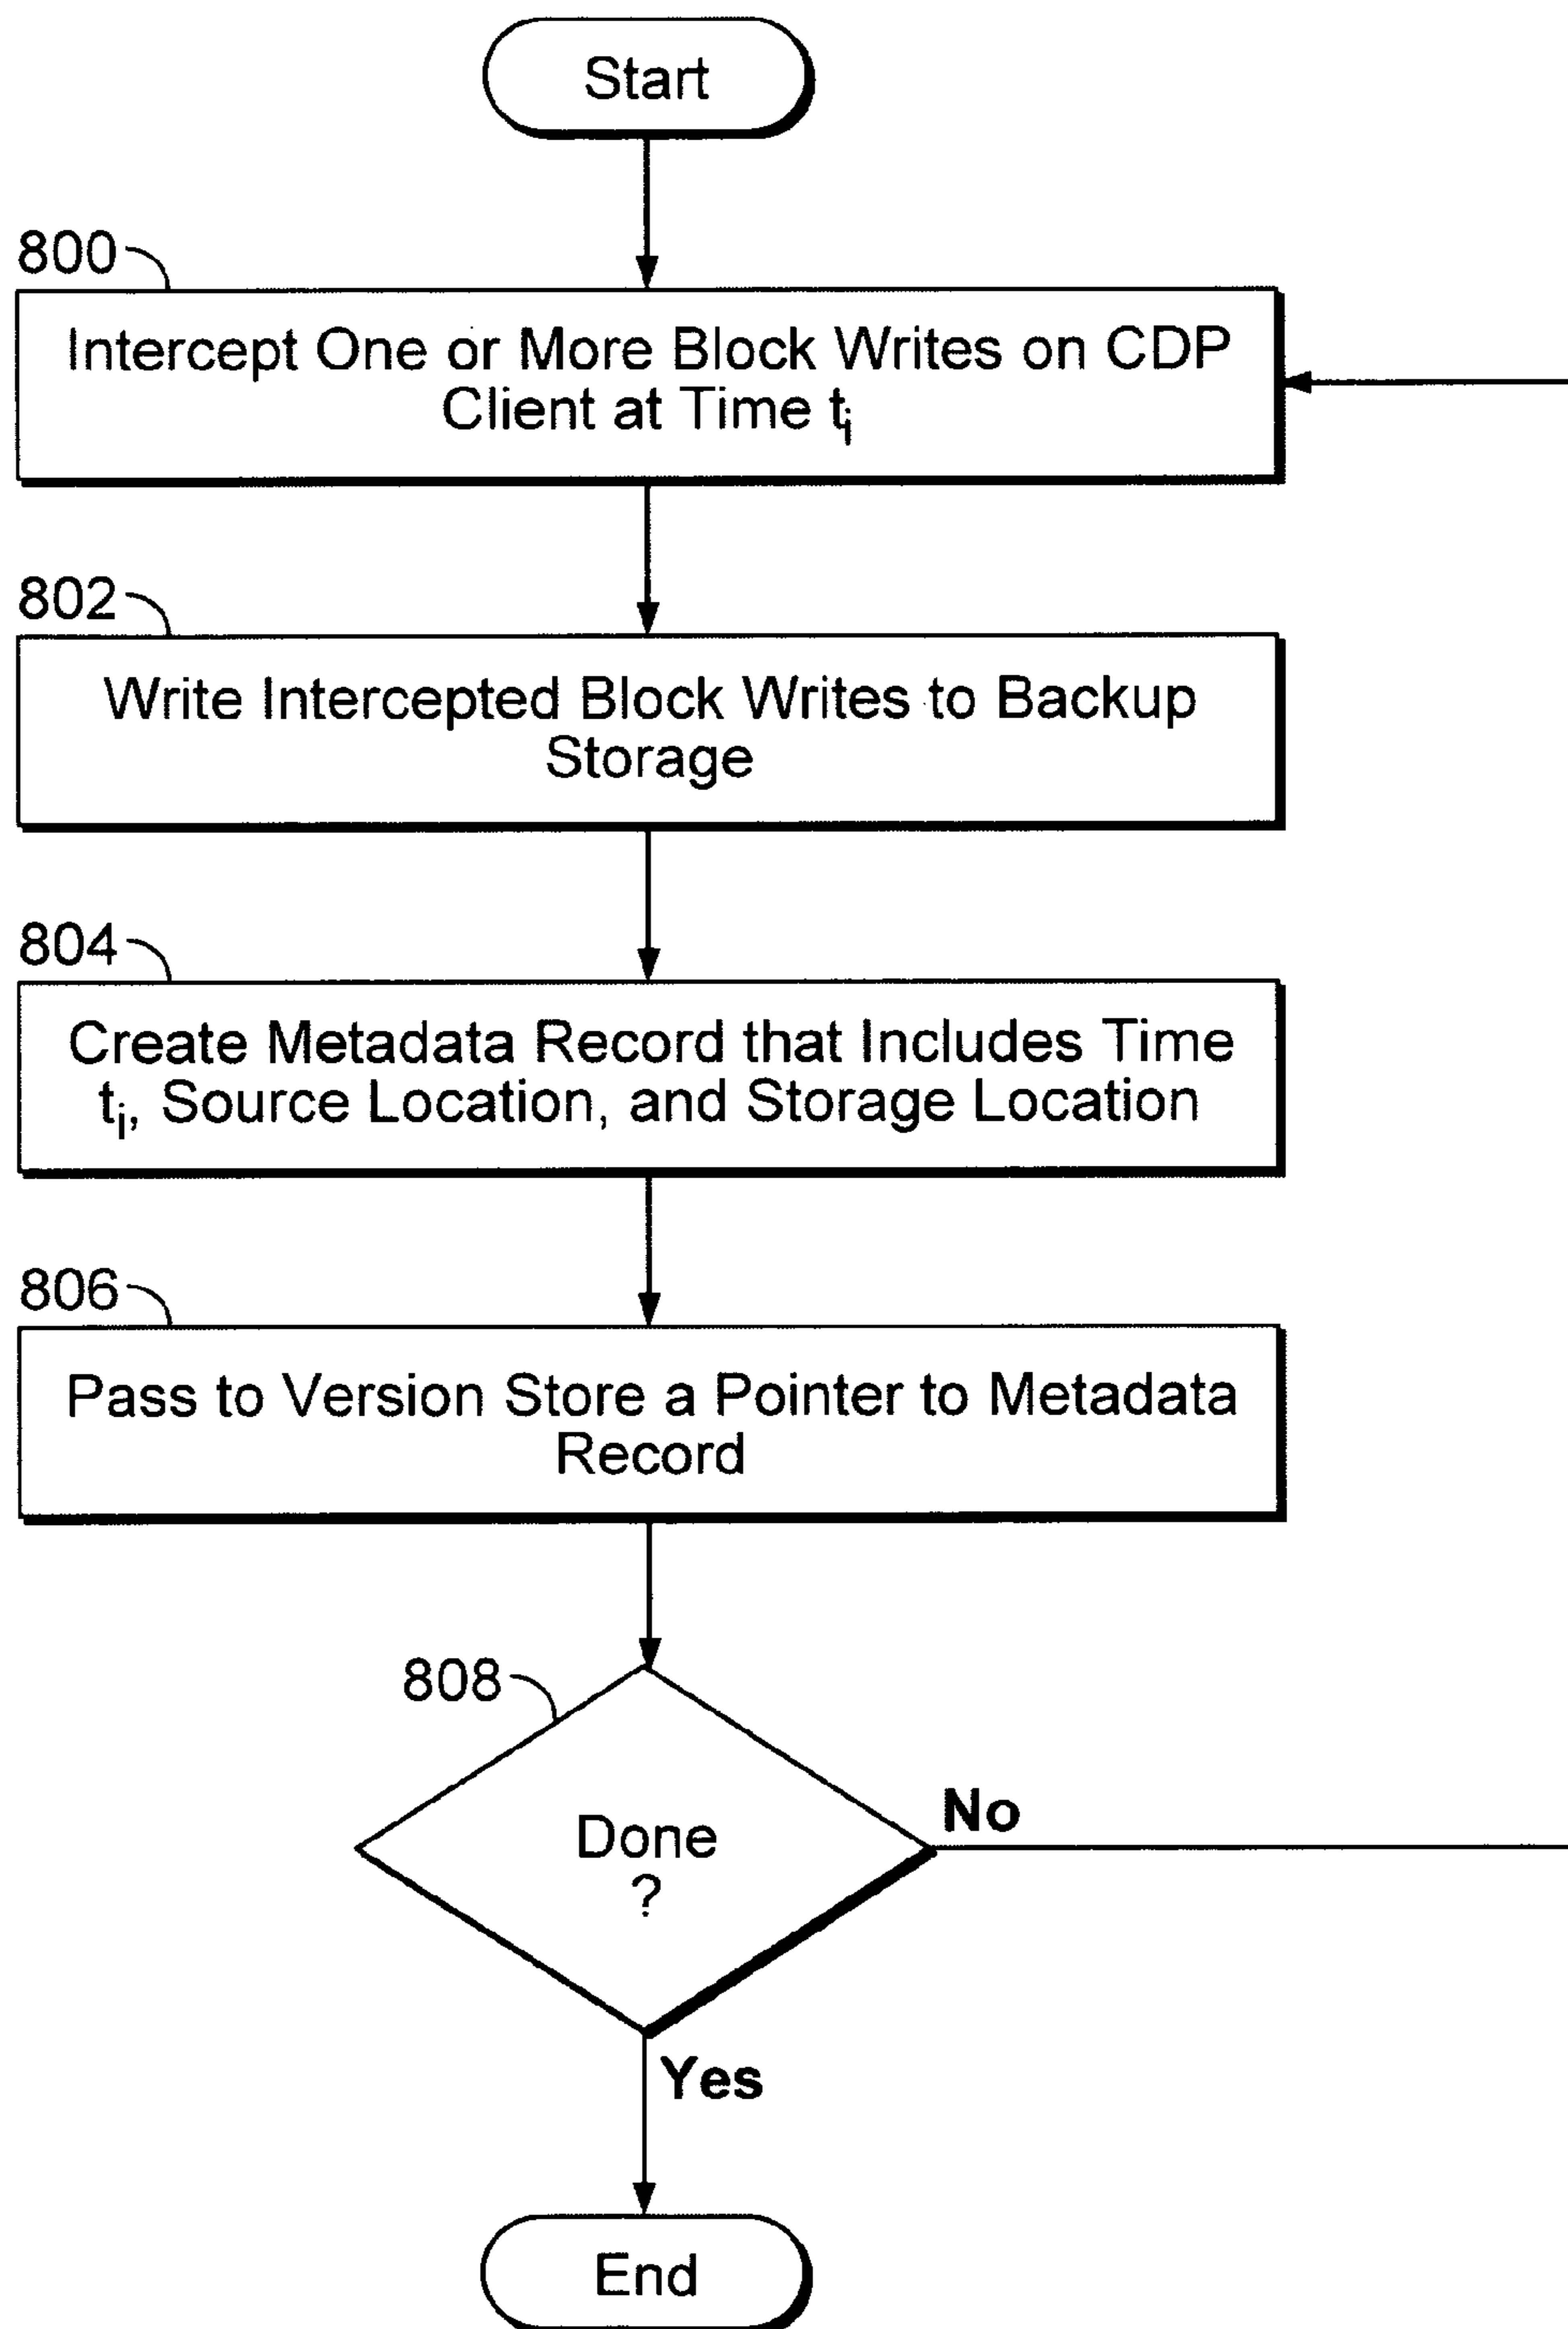 Start
800
Intercept One or More Block Writes on CDP
Client at Time tᵢ
802
Write Intercepted Block Writes to Backup
Storage
804
Create Metadata Record that Includes Time
tᵢ, Source Location, and Storage Location
806
Pass to Version Store a Pointer to Metadata
Record
808
Done
?
No
Yes
End